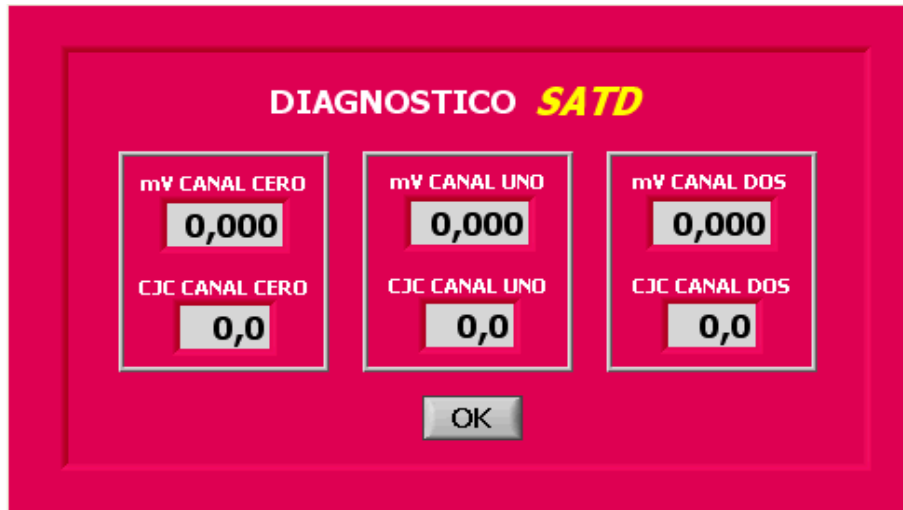 DIAGNOSTICO SATD
mV CANAL CERO
0,000
CJC CANAL CERO
0,0
mV CANAL UNO
0,000
CJC CANAL UNO
0,0
mV CANAL DOS
0,000
CJC CANAL DOS
0,0
OK